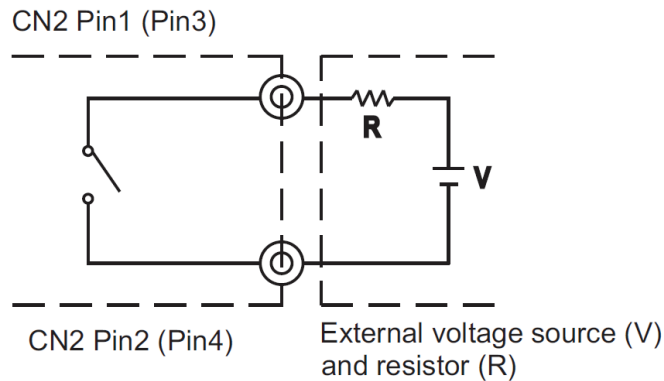 CN2 Pin1 (Pin3)
R
V
CN2 Pin2 (Pin4)
External voltage source (V)
and resistor (R)